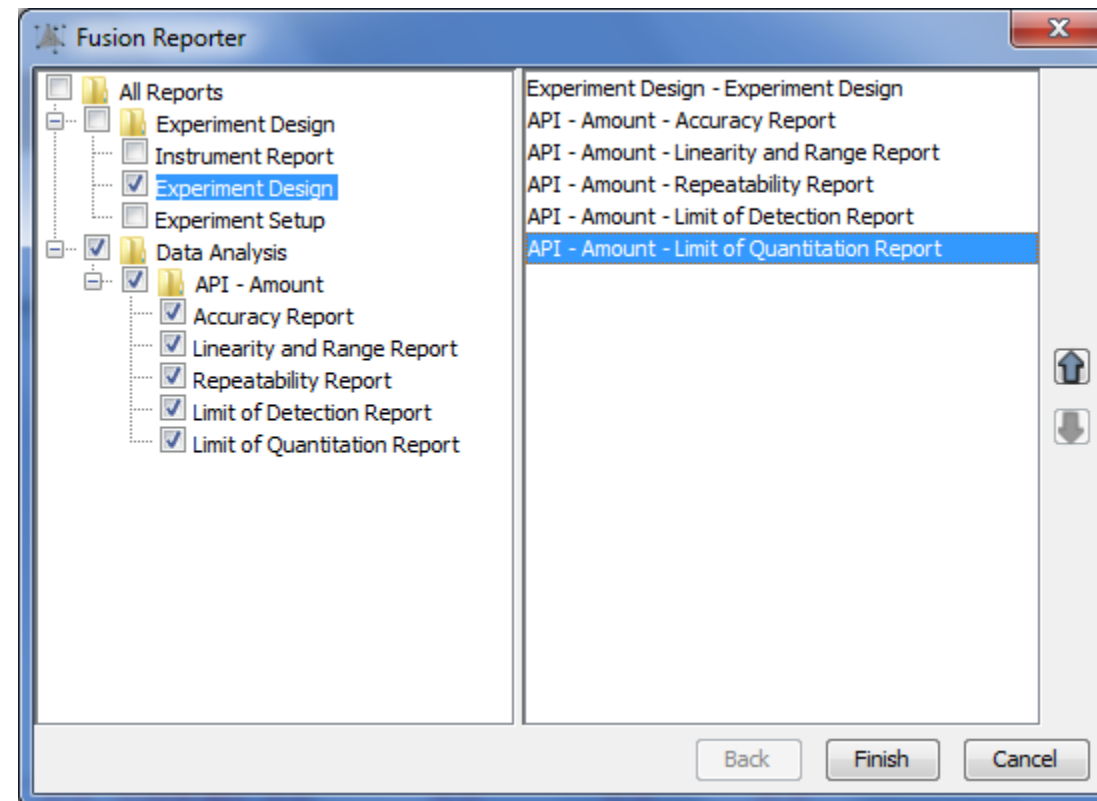 Fusion Reporter
All Reports
Experiment Design
Instrument Report
Experiment Design
Experiment Setup
Data Analysis
API - Amount
Accuracy Report
Linearity and Range Report
Repeatability Report
Limit of Detection Report
Limit of Quantitation Report
Experiment Design - Experiment Design
API - Amount - Accuracy Report
API - Amount - Linearity and Range Report
API - Amount - Repeatability Report
API - Amount - Limit of Detection Report
API - Amount - Limit of Quantitation Report
Back Finish Cancel